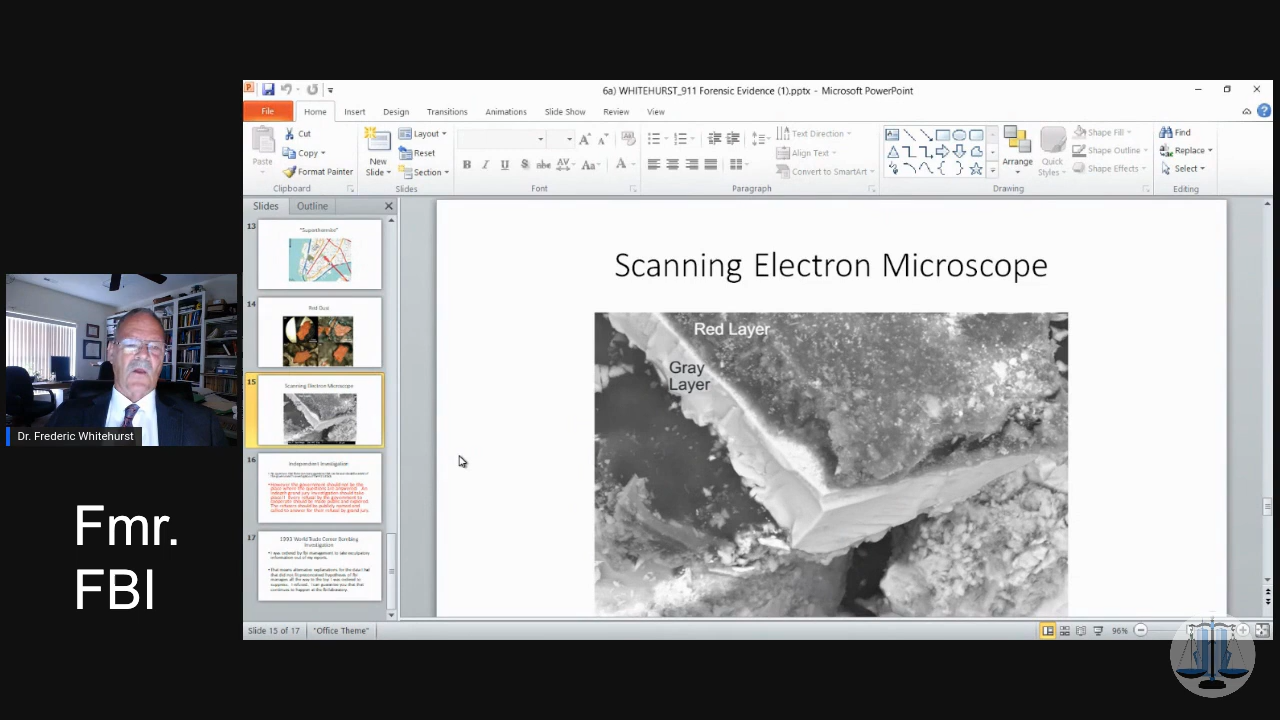 6a) WHITEHURST_911 Forensic Evidence (1).pptx - Microsoft PowerPoint
File Home Insert Design Transitions Animations Slide Show Review View
Paste
Cut
Copy
Format Painter
Clipboard
New
Slide
Layout
Reset
Section
Slides
B I U S abc AV Aa A
Font
Text Direction
Align Text
Convert to SmartArt
Paragraph
Arrange
Quick
Styles
Shape Fill
Shape Outline
Shape Effects
Drawing
Find
Replace
Select
Editing
Slides Outline
13
14
Red Dust
15
Scanning Electron Microscope
16
Independent Investigation
17
1993 World Trade Center Bombing
Investigation
Scanning Electron Microscope
Red Layer
Gray
Layer
Dr. Frederic Whitehurst
Fmr.
FBI
Slide 15 of 17 "Office Theme" 96%